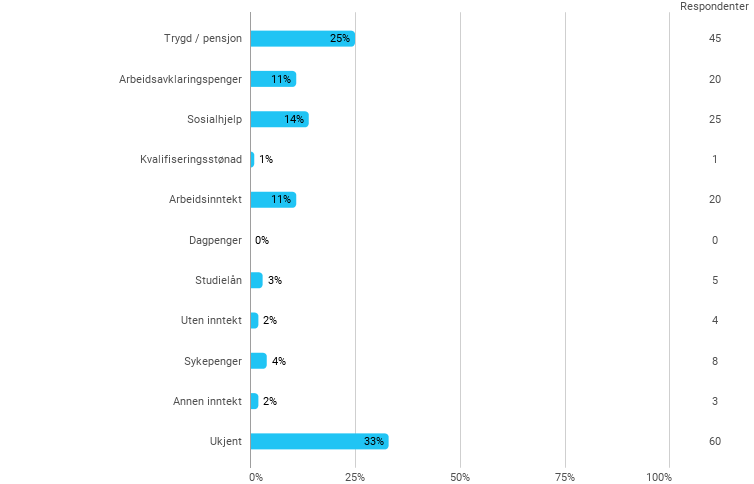 Respondenter
Trygd / pensjon 25% 45
Arbeidsavklaringspenger 11% 20
Sosialhjelp 14% 25
Kvalifiseringsstønad 1% 1
Arbeidsinntekt 11% 20
Dagpenger 0% 0
Studielån 3% 5
Uten inntekt 2% 4
Sykepenger 4% 8
Annen inntekt 2% 3
Ukjent 33% 60
0% 25% 50% 75% 100%